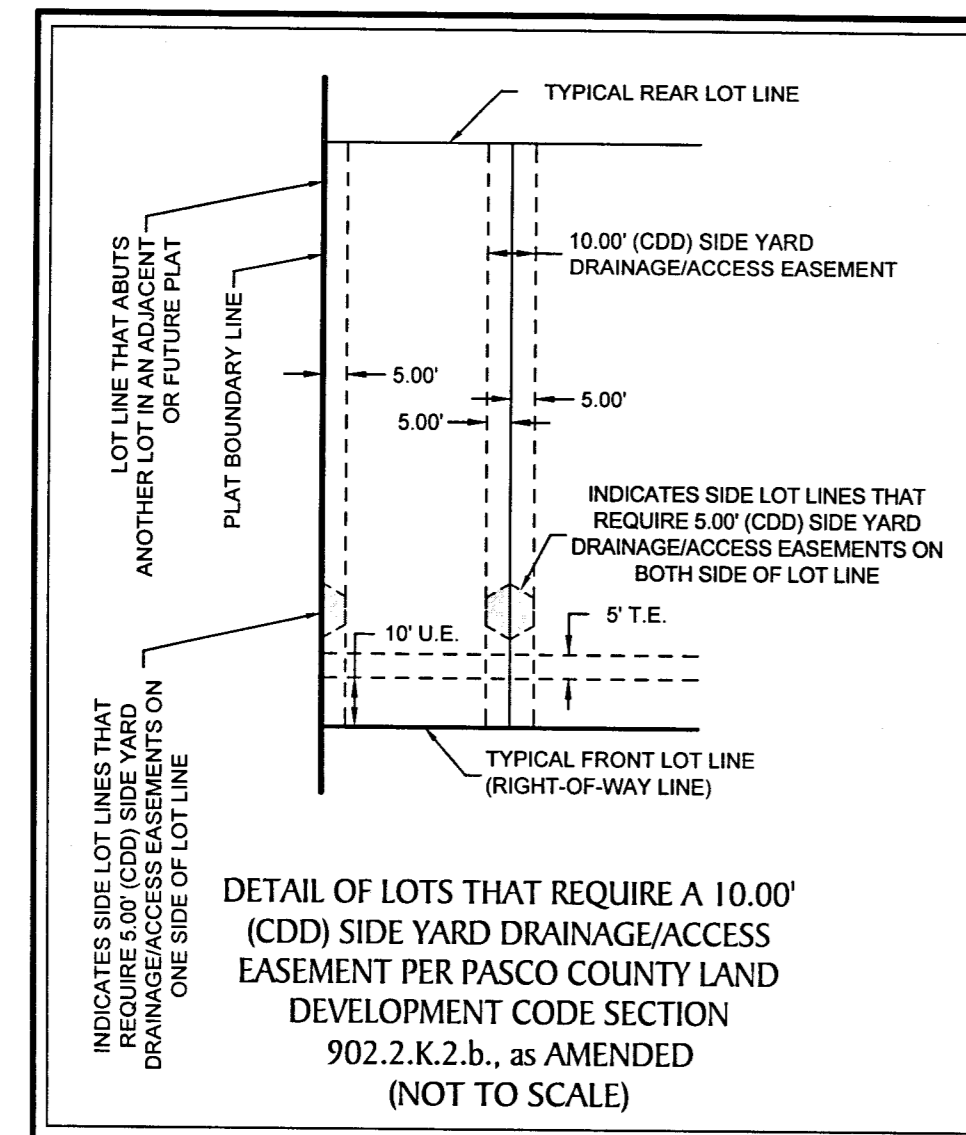 TYPICAL REAR LOT LINE
LOT LINE THAT ABUTS
ANOTHER LOT IN AN ADJACENT
OR FUTURE PLAT
PLAT BOUNDARY LINE
10.00' (CDD) SIDE YARD
DRAINAGE/ACCESS EASEMENT
5.00'
5.00'
5.00'
INDICATES SIDE LOT LINES THAT
REQUIRE 5.00' (CDD) SIDE YARD
DRAINAGE/ACCESS EASEMENTS ON
BOTH SIDE OF LOT LINE
10' U.E.
5' T.E.
INDICATES SIDE LOT LINES THAT
REQUIRE 5.00' (CDD) SIDE YARD
DRAINAGE/ACCESS EASEMENTS ON
ONE SIDE OF LOT LINE
TYPICAL FRONT LOT LINE
(RIGHT-OF-WAY LINE)
DETAIL OF LOTS THAT REQUIRE A 10.00'
(CDD) SIDE YARD DRAINAGE/ACCESS
EASEMENT PER PASCO COUNTY LAND
DEVELOPMENT CODE SECTION
902.2.K.2.b., as AMENDED
(NOT TO SCALE)